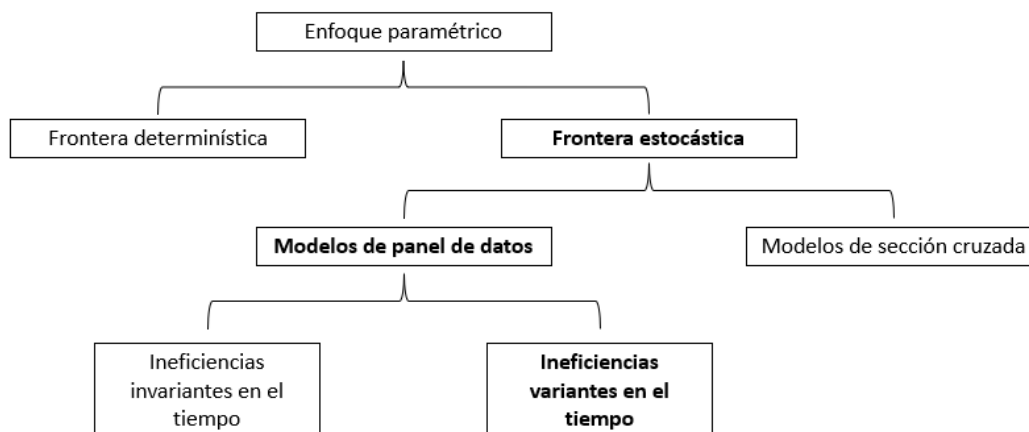 Enfoque paramétrico
Frontera determinística
Frontera estocástica
Modelos de panel de datos
Modelos de sección cruzada
Ineficiencias
invariantes en el
tiempo
Ineficiencias
variantes en el
tiempo